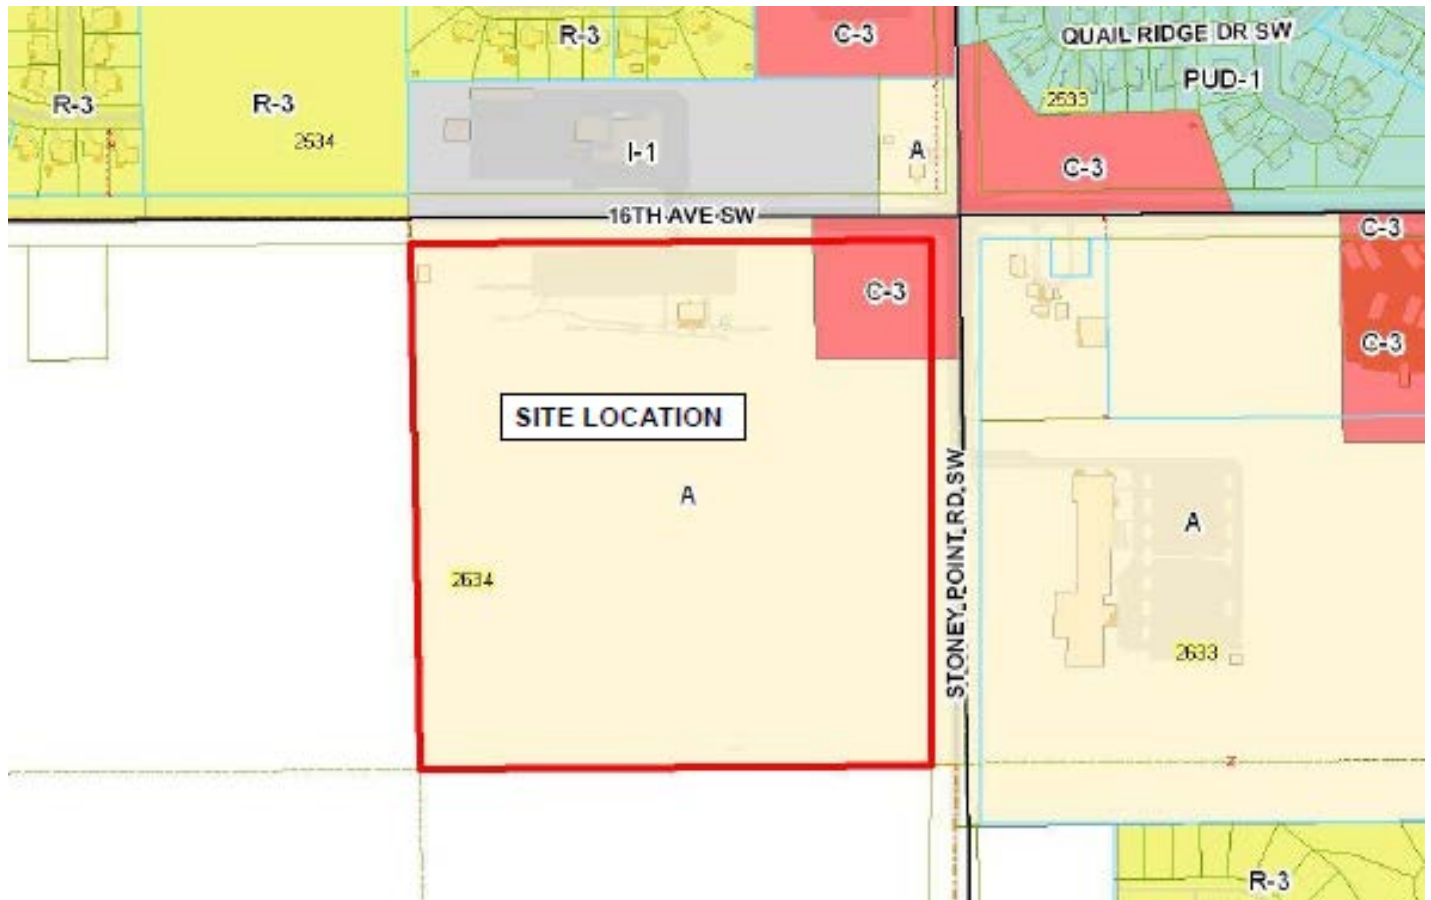 R-3
C-3
QUAIL RIDGE DR SW
PUD-1
R-3
R-3
2533
2534
I-1
A
C-3
16TH AVE SW
C-3
C-3
C-3
SITE LOCATION
A
STONEY POINT RD SW
A
2634
2633
R-3